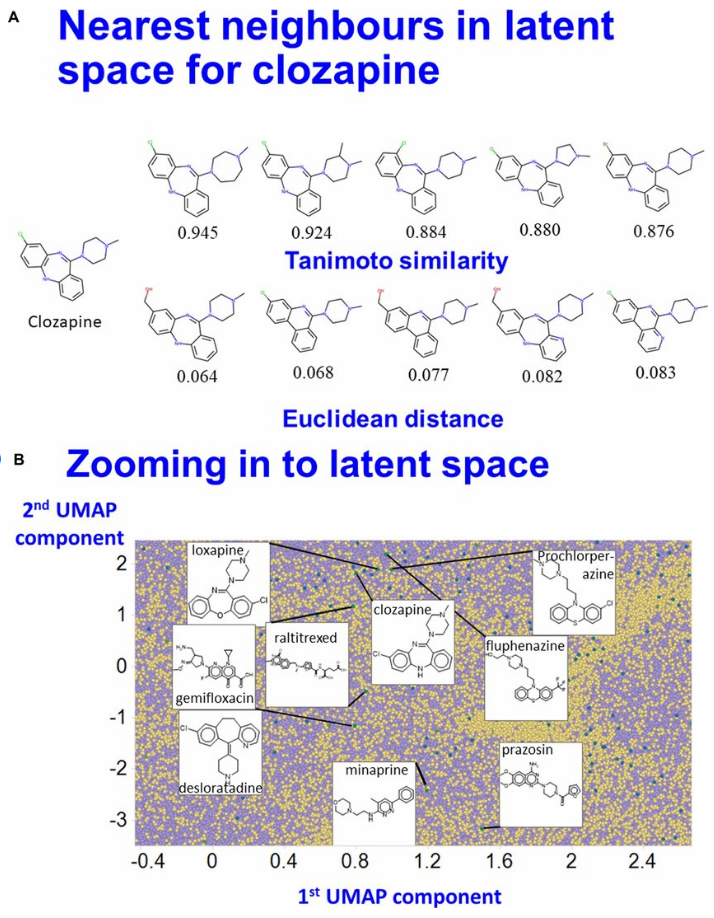 A
Nearest neighbours in latent
space for clozapine
0.945 0.924 0.884 0.880 0.876
Tanimoto similarity
Clozapine
0.064 0.068 0.077 0.082 0.083
Euclidean distance
B
Zooming in to latent space
2nd UMAP
component
loxapine
Prochlorper-
azine
clozapine
raltitrexed
fluphenazine
gemifloxacin
desloratadine
minaprine
prazosin
2
1
0
-1
-2
-3
-0.4 0 0.4 0.8 1.2 1.6 2 2.4
1st UMAP component